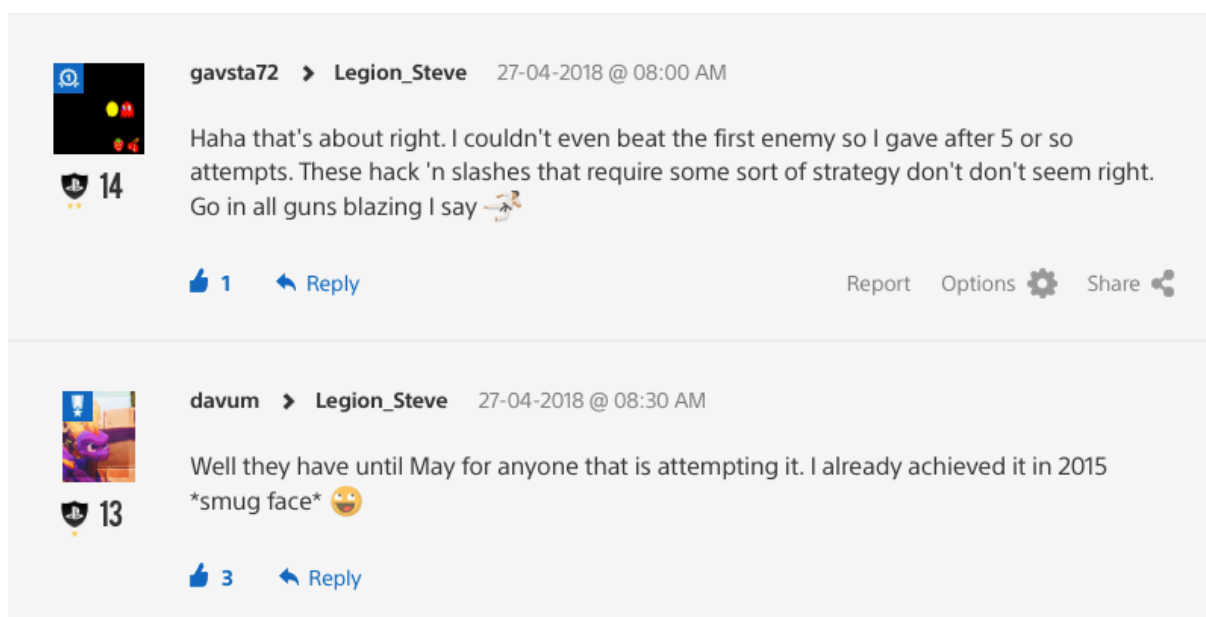 gavsta72 > Legion_Steve 27-04-2018 @ 08:00 AM
Haha that's about right. I couldn't even beat the first enemy so I gave after 5 or so
attempts. These hack 'n slashes that require some sort of strategy don't don't seem right.
Go in all guns blazing I say
14
1 Reply Report Options Share
davum > Legion_Steve 27-04-2018 @ 08:30 AM
Well they have until May for anyone that is attempting it. I already achieved it in 2015
*smug face*
13
3 Reply